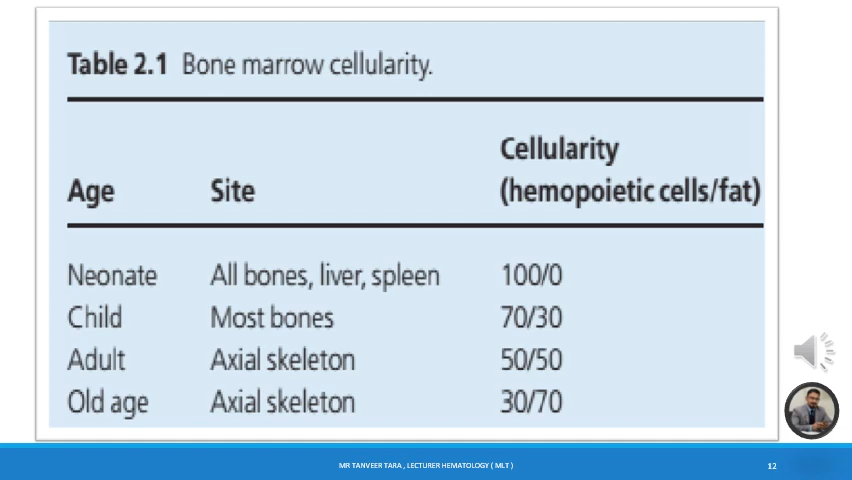 Table 2.1 Bone marrow cellularity.
Cellularity
Age Site (hemopoietic cells/fat)
Neonate All bones, liver, spleen 100/0
Child Most bones 70/30
Adult Axial skeleton 50/50
Old age Axial skeleton 30/70
MR TANVEER TARA , LECTURER HEMATOLOGY ( MLT ) 12